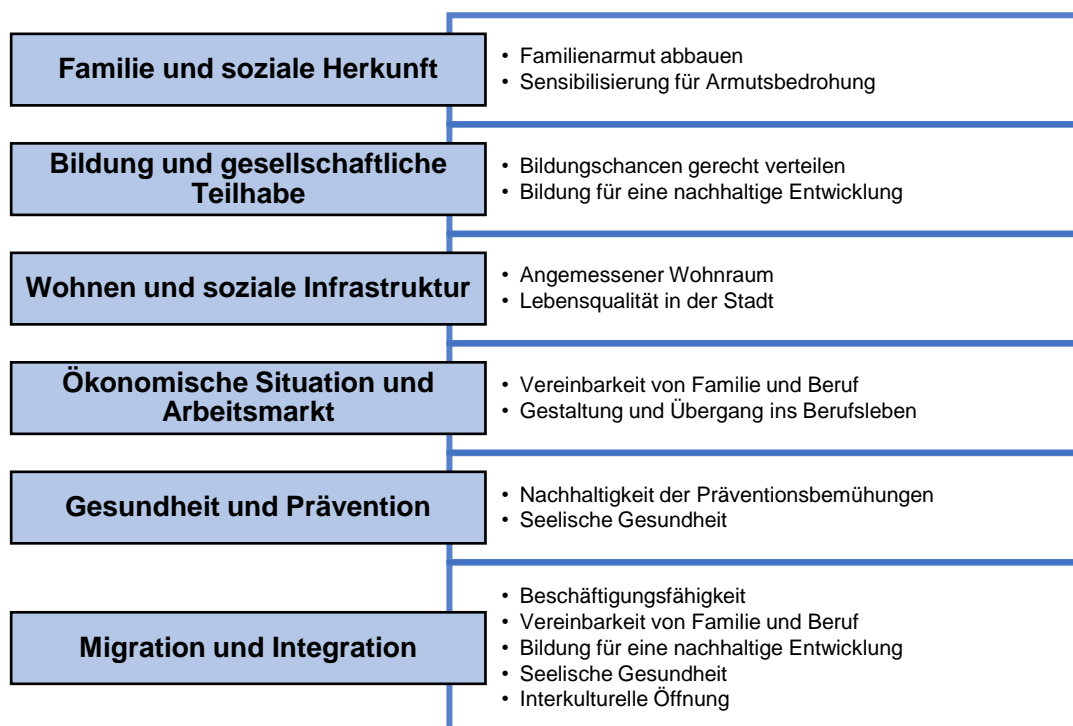 Familie und soziale Herkunft
• Familienarmut abbauen
• Sensibilisierung für Armutsbedrohung
Bildung und gesellschaftliche
Teilhabe
• Bildungschancen gerecht verteilen
• Bildung für eine nachhaltige Entwicklung
Wohnen und soziale Infrastruktur
• Angemessener Wohnraum
• Lebensqualität in der Stadt
Ökonomische Situation und
Arbeitsmarkt
• Vereinbarkeit von Familie und Beruf
• Gestaltung und Übergang ins Berufsleben
Gesundheit und Prävention
• Nachhaltigkeit der Präventionsbemühungen
• Seelische Gesundheit
Migration und Integration
• Beschäftigungsfähigkeit
• Vereinbarkeit von Familie und Beruf
• Bildung für eine nachhaltige Entwicklung
• Seelische Gesundheit
• Interkulturelle Öffnung